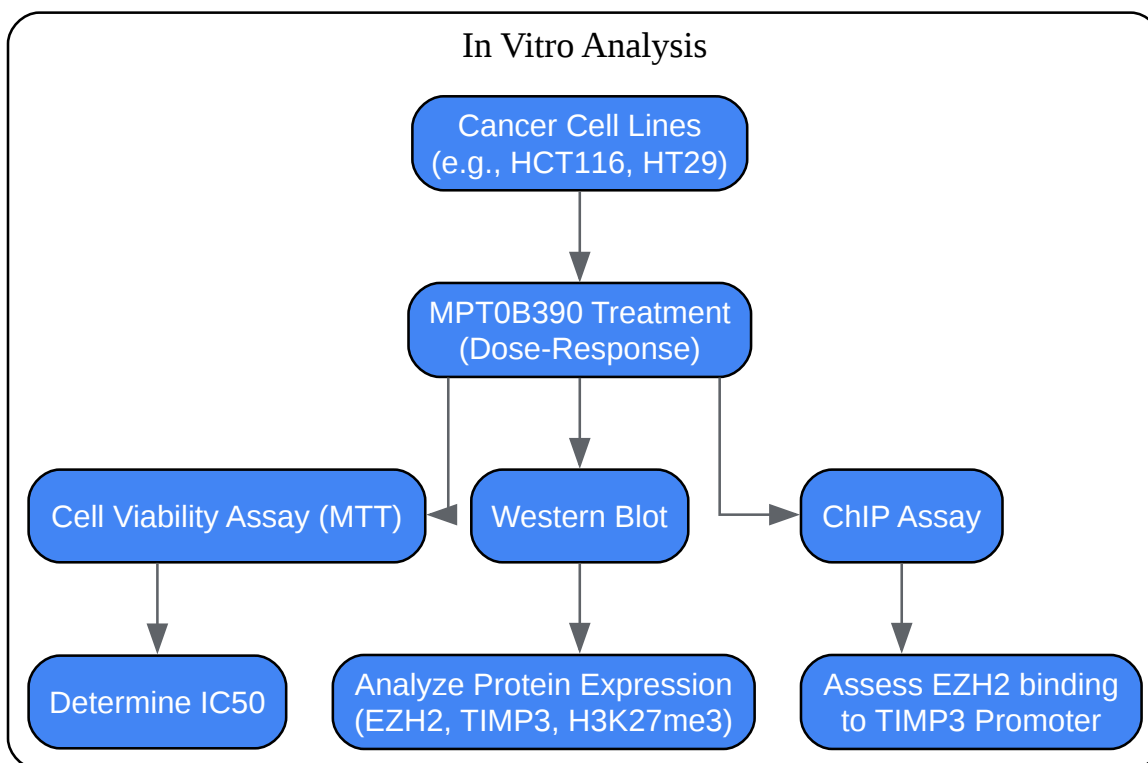 In Vitro Analysis
Cancer Cell Lines
(e.g., HCT116, HT29)
MPT0B390 Treatment
(Dose-Response)
Cell Viability Assay (MTT)
Western Blot
ChIP Assay
Determine IC50
Analyze Protein Expression
(EZH2, TIMP3, H3K27me3)
Assess EZH2 binding
to TIMP3 Promoter